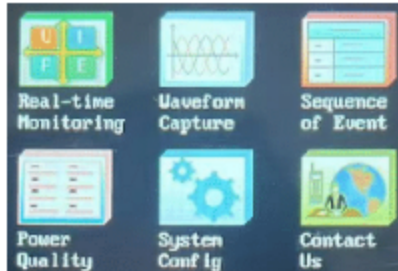 U I
F E
Real-time
Monitoring
Waveform
Capture
Sequence
of Event
Power
Quality
System
Config
Contact
Us